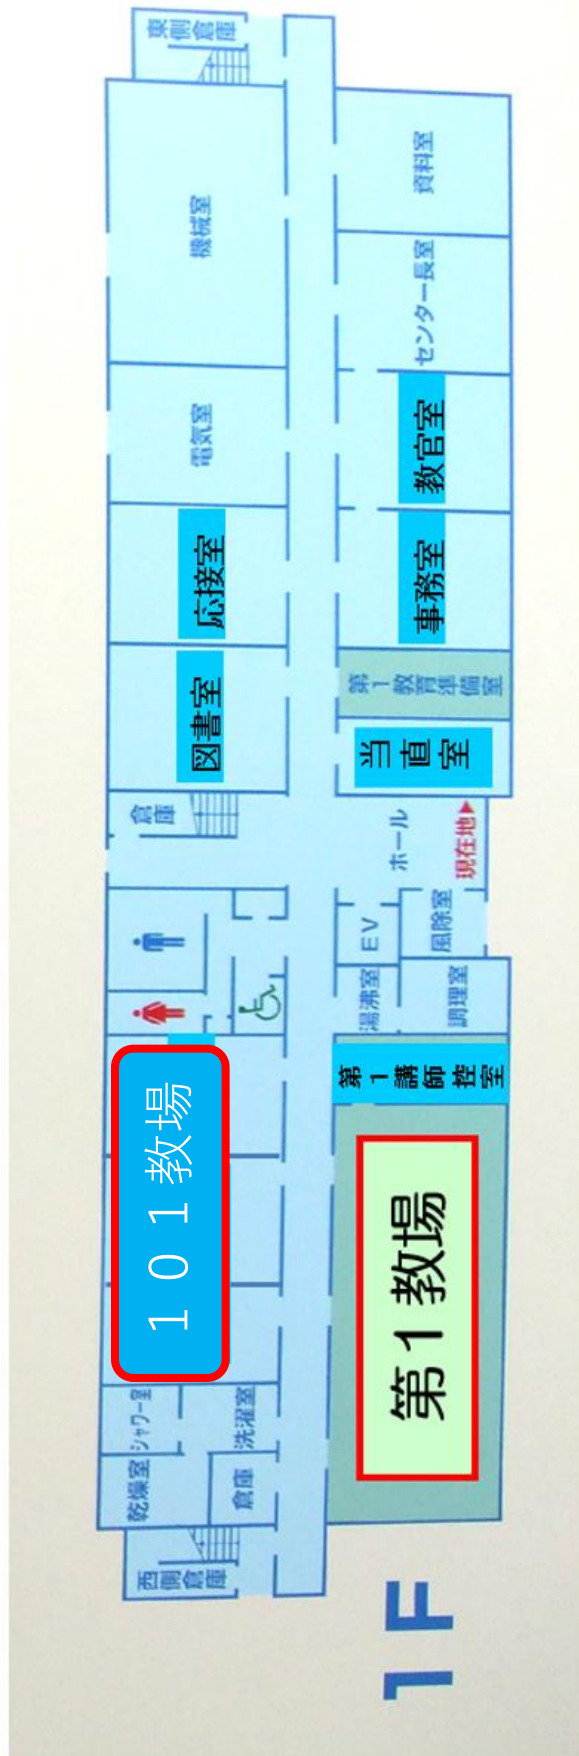 西側倉庫
乾燥室
シャワー室
倉庫
洗濯室
１０１教場
倉庫
図書室
応接室
電気室
機械室
東側倉庫
1F
第１教場
第１講師控室
湯沸室
調理室
EV
風除室
ホール
現在地▶
当直室
第１教育準備室
事務室
教官室
センター長室
資料室